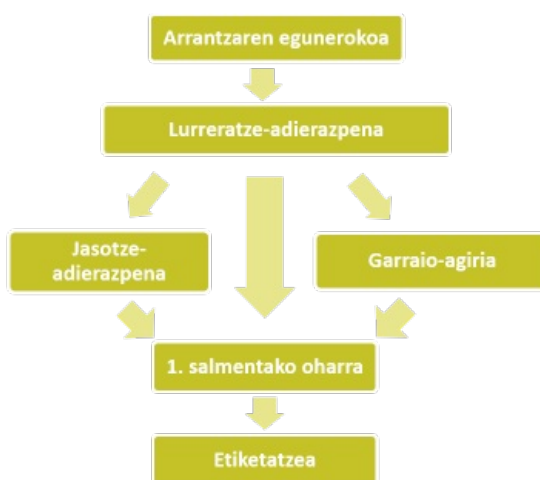 Arrantzaren egunerokoa
Lurreratze-adierazpena
Jasotze-
adierazpena
Garraio-agiria
1. salmentako oharra
Etiketatzea